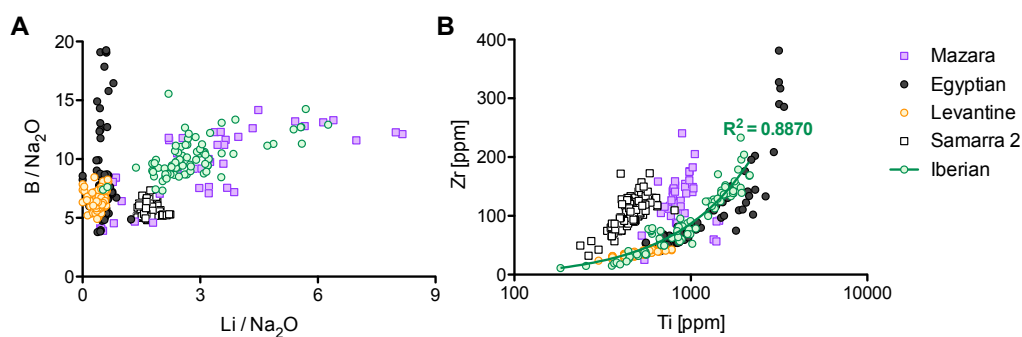 A
B / Na₂O
20
15
10
5
0
0
3
6
9
Li / Na₂O
B
Zr [ppm]
400
300
200
100
0
100
1000
10000
Ti [ppm]
R² = 0.8870
Mazara
Egyptian
Levantine
Samarra 2
Iberian